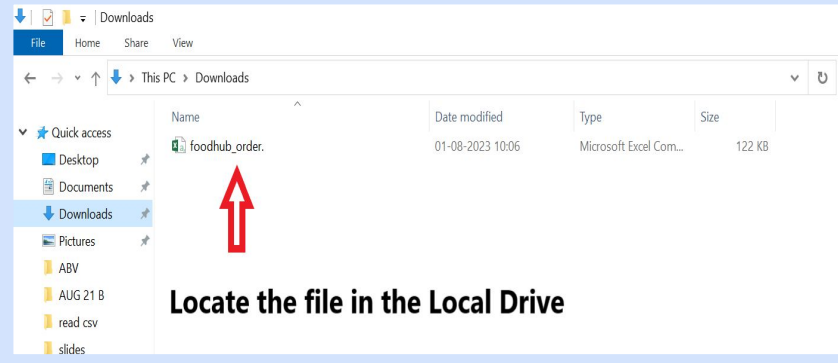 Downloads
File Home Share View
This PC > Downloads
Name Date modified Type Size
Quick access
foodhub_order. 01-08-2023 10:06 Microsoft Excel Com... 122 KB
Desktop
Documents
Downloads
Pictures
ABV
AUG 21 B
read csv
slides
Locate the file in the Local Drive